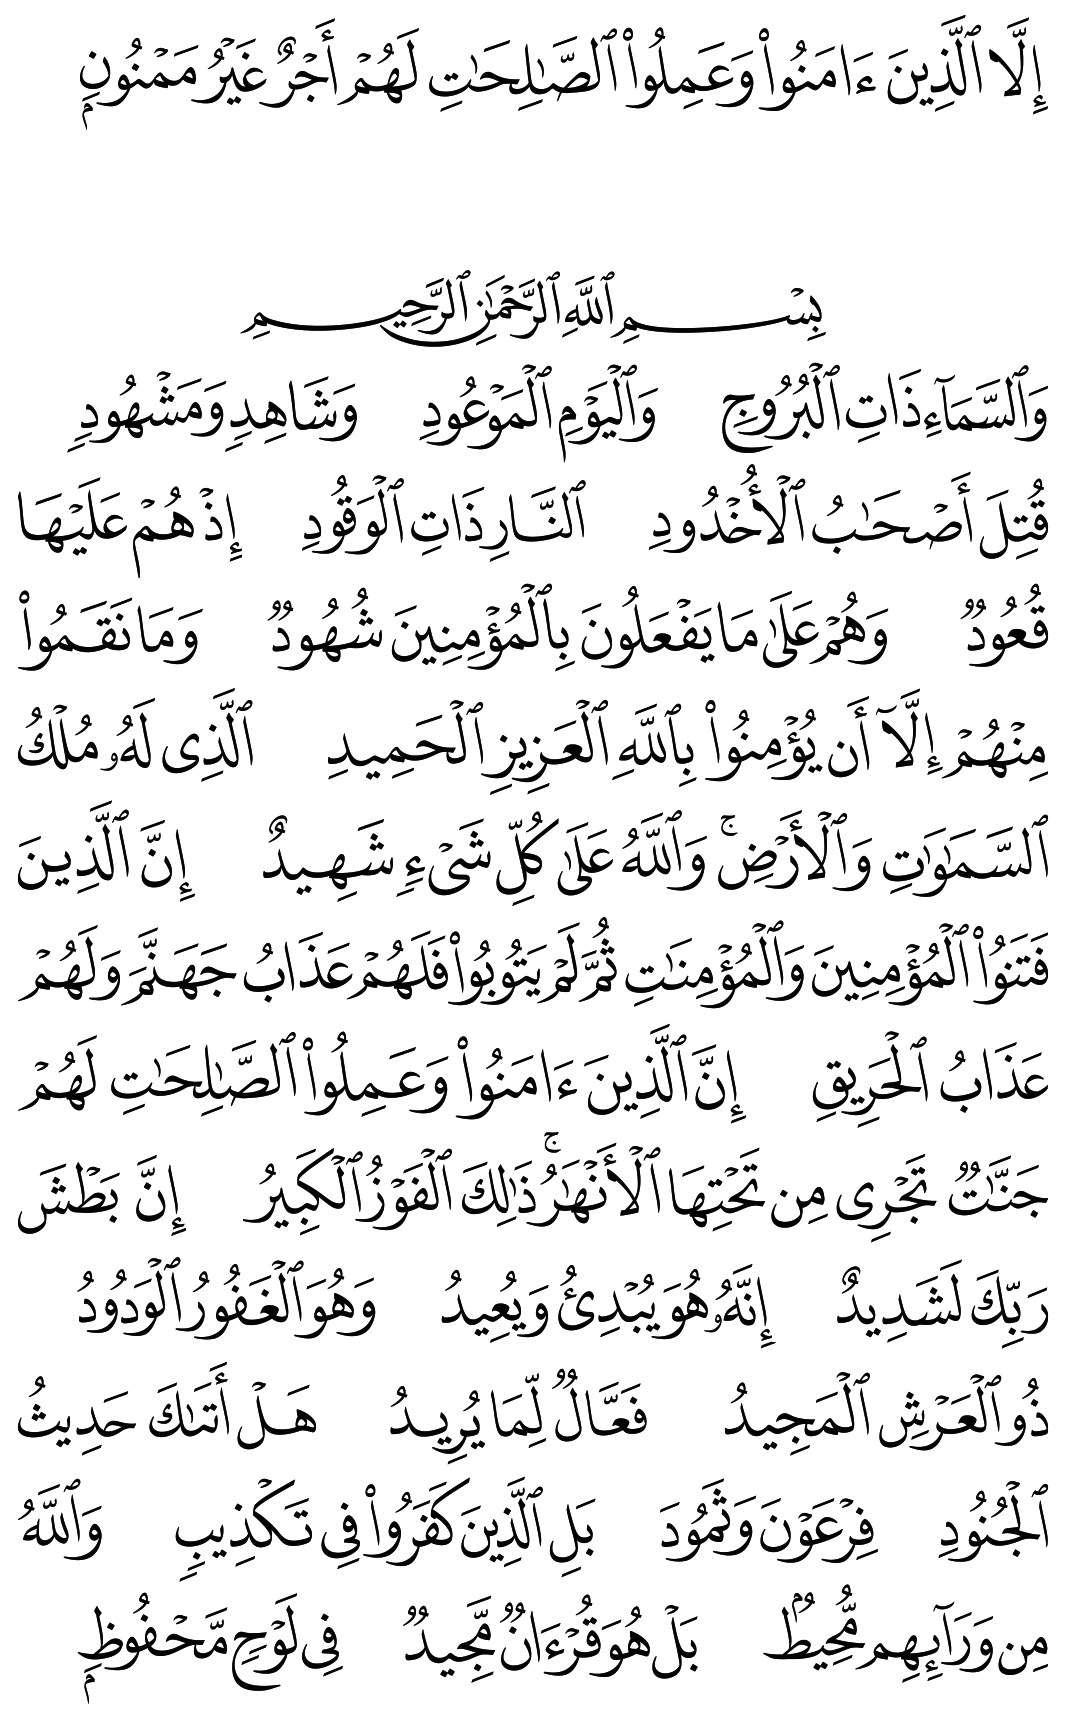 إِلَّا ٱلَّذِينَ ءَامَنُوا۟ وَعَمِلُوا۟ ٱلصَّـٰلِحَـٰتِ لَهُمْ أَجْرٌ غَيْرُ مَمْنُونٍۭ
بِسْمِ ٱللَّهِ ٱلرَّحْمَـٰنِ ٱلرَّحِيمِ
وَٱلسَّمَآءِ ذَاتِ ٱلْبُرُوجِ وَٱلْيَوْمِ ٱلْمَوْعُودِ وَشَاهِدٍ وَمَشْهُودٍ
قُتِلَ أَصْحَـٰبُ ٱلْأُخْدُودِ ٱلنَّارِ ذَاتِ ٱلْوَقُودِ إِذْ هُمْ عَلَيْهَا
قُعُودٌ وَهُمْ عَلَىٰ مَا يَفْعَلُونَ بِٱلْمُؤْمِنِينَ شُهُودٌ وَمَا نَقَمُوا۟
مِنْهُمْ إِلَّآ أَن يُؤْمِنُوا۟ بِٱللَّهِ ٱلْعَزِيزِ ٱلْحَمِيدِ ٱلَّذِى لَهُۥ مُلْكُ
ٱلسَّمَـٰوَٰتِ وَٱلْأَرْضِ ۚ وَٱللَّهُ عَلَىٰ كُلِّ شَىْءٍ شَهِيدٌ إِنَّ ٱلَّذِينَ
فَتَنُوا۟ ٱلْمُؤْمِنِينَ وَٱلْمُؤْمِنَـٰتِ ثُمَّ لَمْ يَتُوبُوا۟ فَلَهُمْ عَذَابُ جَهَنَّمَ وَلَهُمْ
عَذَابُ ٱلْحَرِيقِ إِنَّ ٱلَّذِينَ ءَامَنُوا۟ وَعَمِلُوا۟ ٱلصَّـٰلِحَـٰتِ لَهُمْ
جَنَّـٰتٌ تَجْرِى مِن تَحْتِهَا ٱلْأَنْهَـٰرُ ۚ ذَٰلِكَ ٱلْفَوْزُ ٱلْكَبِيرُ إِنَّ بَطْشَ
رَبِّكَ لَشَدِيدٌ إِنَّهُۥ هُوَ يُبْدِئُ وَيُعِيدُ وَهُوَ ٱلْغَفُورُ ٱلْوَدُودُ
ذُو ٱلْعَرْشِ ٱلْمَجِيدُ فَعَّالٌ لِّمَا يُرِيدُ هَلْ أَتَىٰكَ حَدِيثُ
ٱلْجُنُودِ فِرْعَوْنَ وَثَمُودَ بَلِ ٱلَّذِينَ كَفَرُوا۟ فِى تَكْذِيبٍ وَٱللَّهُ
مِن وَرَآئِهِم مُّحِيطٌۢ بَلْ هُوَ قُرْءَانٌ مَّجِيدٌ فِى لَوْحٍ مَّحْفُوظٍۭ